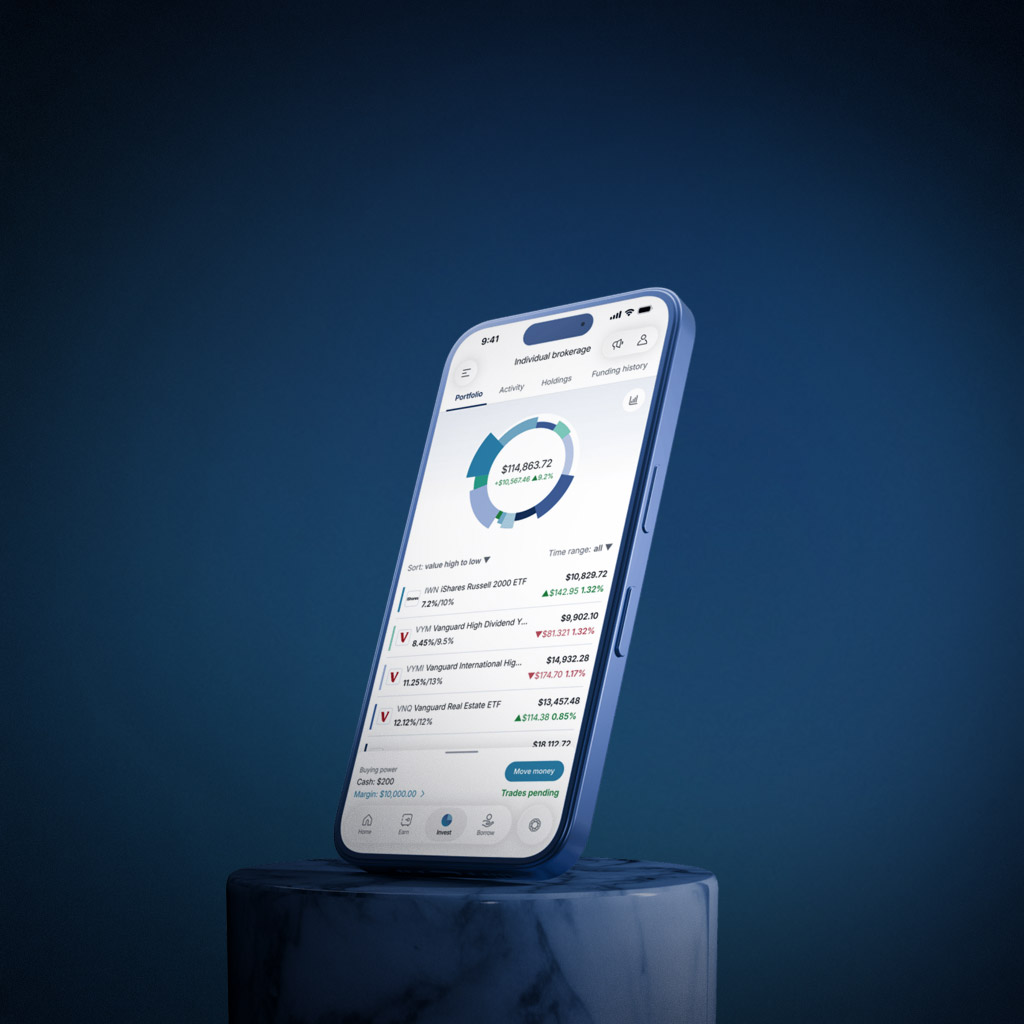 9:41
Individual brokerage
Portfolio Activity Holdings Funding history
$114,863.72
+$10,567.46 ▲9.2%
Sort: value high to low ▼ Time range: all ▼
IWN iShares Russell 2000 ETF $10,829.72
7.2%/10% ▲$142.95 1.32%
VYM Vanguard High Dividend Y... $9,902.10
8.45%/9.5% ▼$81.321 1.32%
VYMI Vanguard International Hig... $14,932.28
11.25%/13% ▼$174.70 1.17%
VNQ Vanguard Real Estate ETF $13,457.48
12.12%/12% ▲$114.38 0.85%
$18,112.72
Buying power
Cash: $200 Move money
Margin: $10,000.00 > Trades pending
Home Earn Invest Borrow